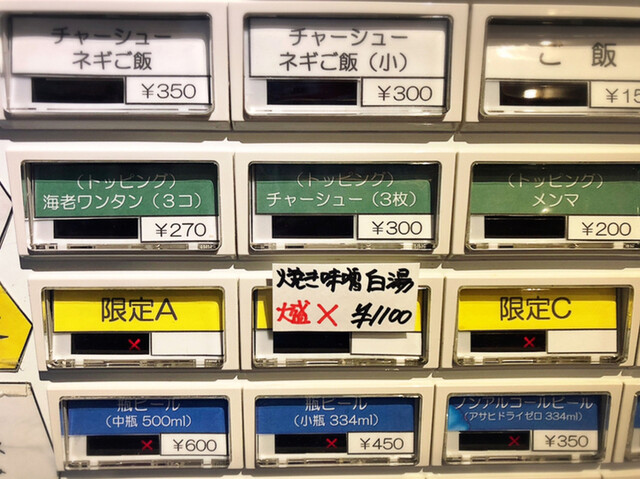 チャーシュー
ネギご飯
¥350
チャーシュー
ネギご飯（小）
¥300
ご 飯
(トッピング)
海老ワンタン（3コ）
¥270
(トッピング)
チャーシュー（3枚）
¥300
(トッピング)
メンマ
¥200
限定A
×
焼き味噌白湯
大盛 × ¥1100
限定C
×
瓶ビール
（中瓶 500ml）
× ¥600
瓶ビール
（小瓶 334ml）
× ¥450
ノンアルコールビール
（アサヒドライゼロ 334ml）
× ¥350